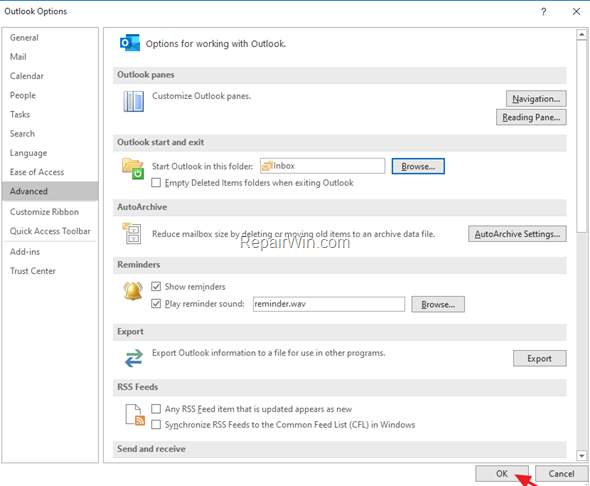 Outlook Options ? ×
General
Mail
Calendar
People
Tasks
Search
Language
Ease of Access
Advanced
Customize Ribbon
Quick Access Toolbar
Add-ins
Trust Center
Options for working with Outlook.
Outlook panes
Customize Outlook panes.
Navigation...
Reading Pane...
Outlook start and exit
Start Outlook in this folder: Inbox Browse...
Empty Deleted Items folders when exiting Outlook
AutoArchive
Reduce mailbox size by deleting or moving old items to an archive data file. AutoArchive Settings...
RepairWin.com
Reminders
Show reminders
Play reminder sound: reminder.wav Browse...
Export
Export Outlook information to a file for use in other programs. Export
RSS Feeds
Any RSS Feed item that is updated appears as new
Synchronize RSS Feeds to the Common Feed List (CFL) in Windows
Send and receive
OK Cancel